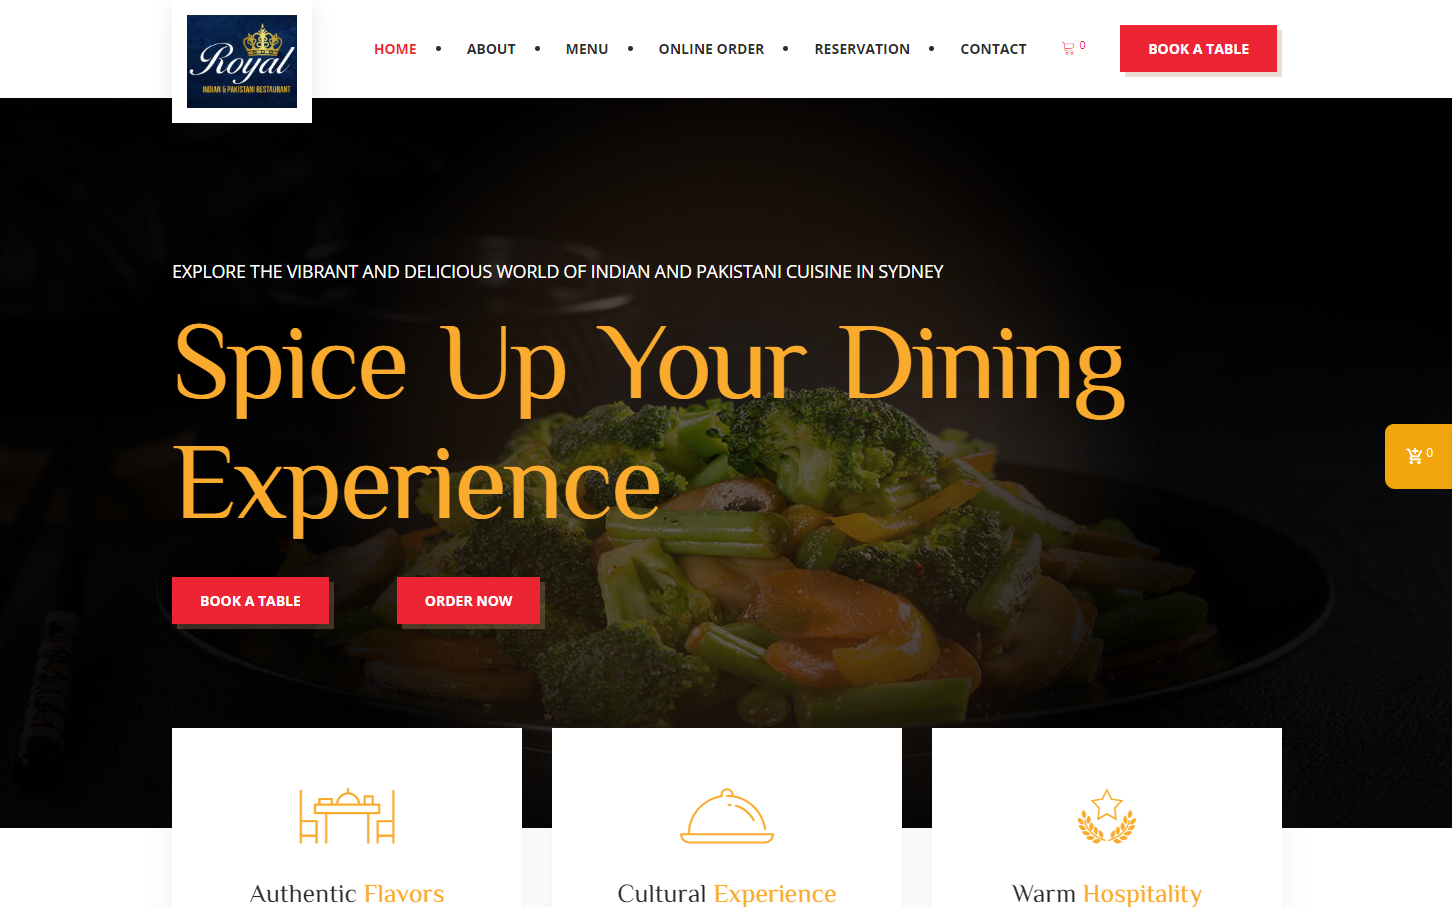 Royal
INDIAN & PAKISTANI RESTAURANT
HOME • ABOUT • MENU • ONLINE ORDER • RESERVATION • CONTACT 0 BOOK A TABLE
EXPLORE THE VIBRANT AND DELICIOUS WORLD OF INDIAN AND PAKISTANI CUISINE IN SYDNEY
Spice Up Your Dining
Experience
0
BOOK A TABLE ORDER NOW
Authentic Flavors Cultural Experience Warm Hospitality